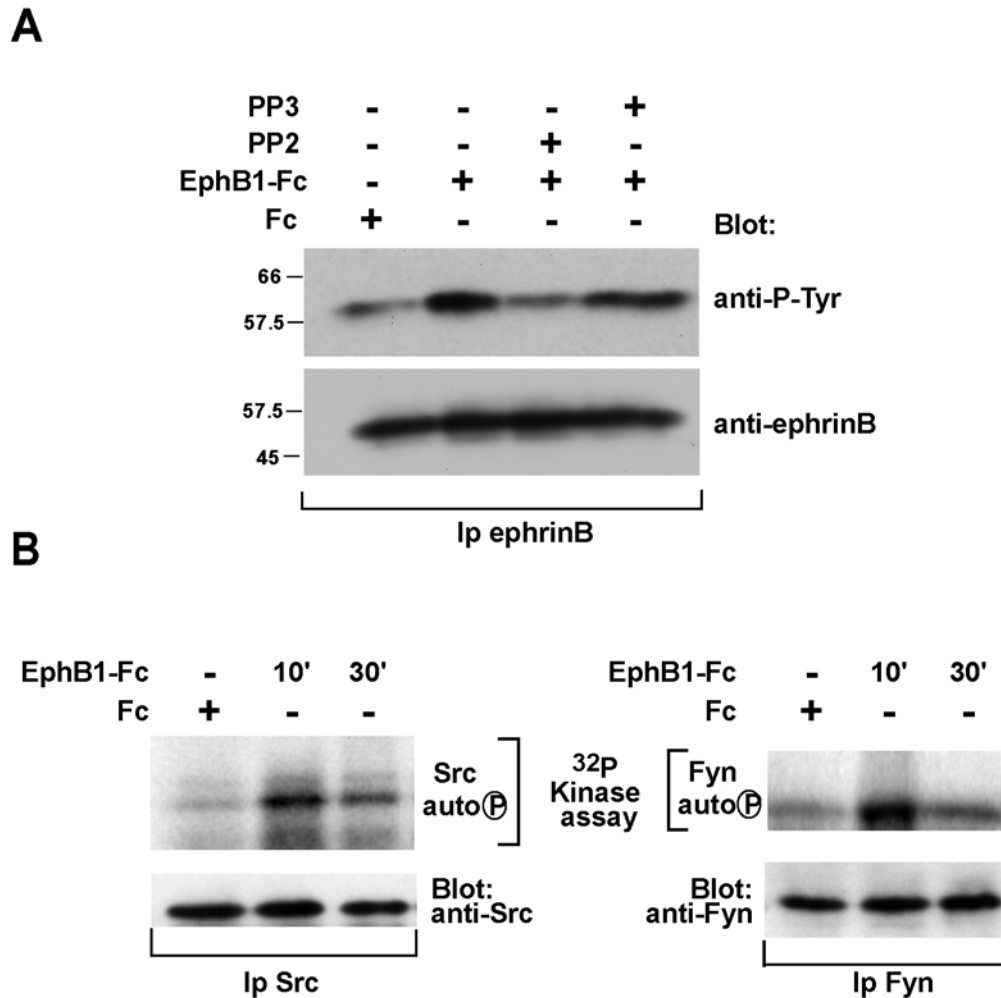 A
PP3 - - - +
PP2 - - + -
EphB1-Fc - + + +
Fc + - - -
Blot:
66
57.5
anti-P-Tyr
57.5
45
anti-ephrinB
Ip ephrinB
B
EphB1-Fc - 10' 30'
Fc + - -
Src
auto P
32P
Kinase
assay
Blot:
anti-Src
Ip Src
EphB1-Fc - 10' 30'
Fc + - -
Fyn
auto P
Blot:
anti-Fyn
Ip Fyn